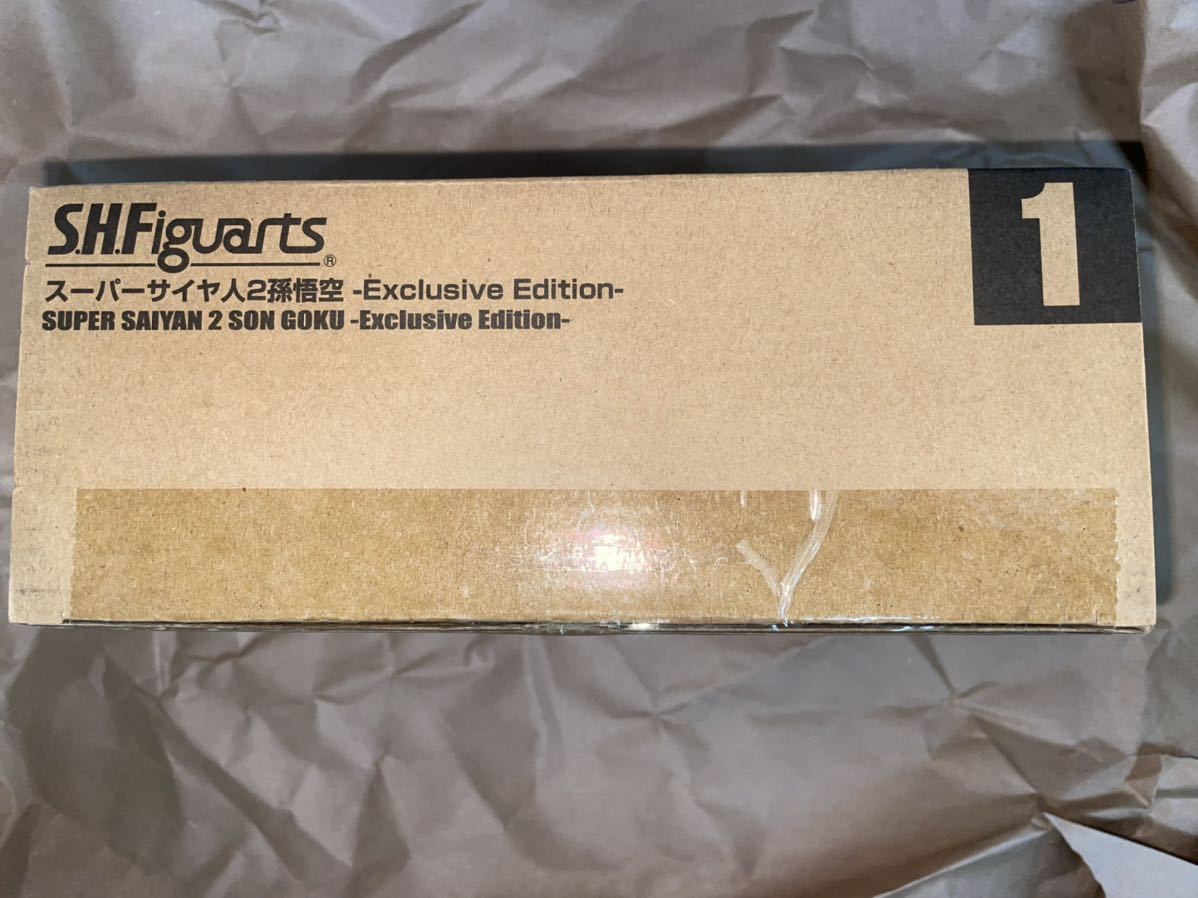 S.H.Figuarts®
スーパーサイヤ人2孫悟空 -Exclusive Edition-
SUPER SAIYAN 2 SON GOKU -Exclusive Edition-
1